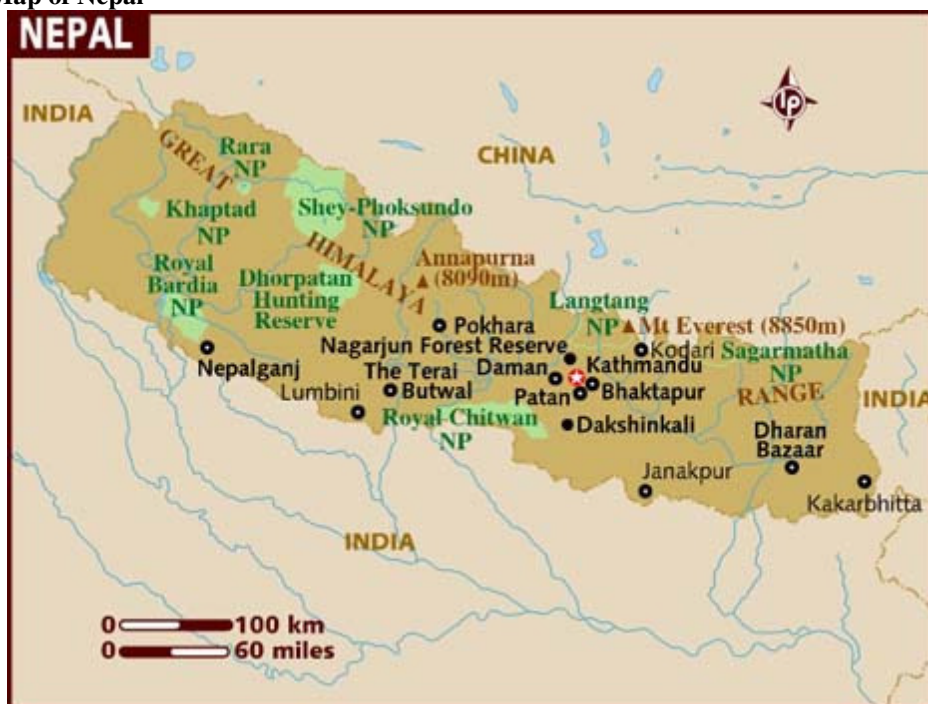 Map of Nepal
NEPAL
INDIA
lp
CHINA
GREAT
Rara
NP
Khaptad
NP
Shey-Phoksundo
NP
HIMALAYA
Royal
Bardia
NP
Dhorpatan
Hunting
Reserve
Annapurna
(8090m)
Langtang
NP
Mt Everest (8850m)
Pokhara
Nagarjun Forest Reserve
Kodari
Sagarmatha
NP
RANGE
Nepalganj
The Terai
Daman
Kathmandu
Lumbini
Butwal
Patan
Bhaktapur
INDIA
Royal Chitwan
NP
Dakshinkali
Dharan
Bazaar
Janakpur
Kakarbhitta
INDIA
0 100 km
0 60 miles